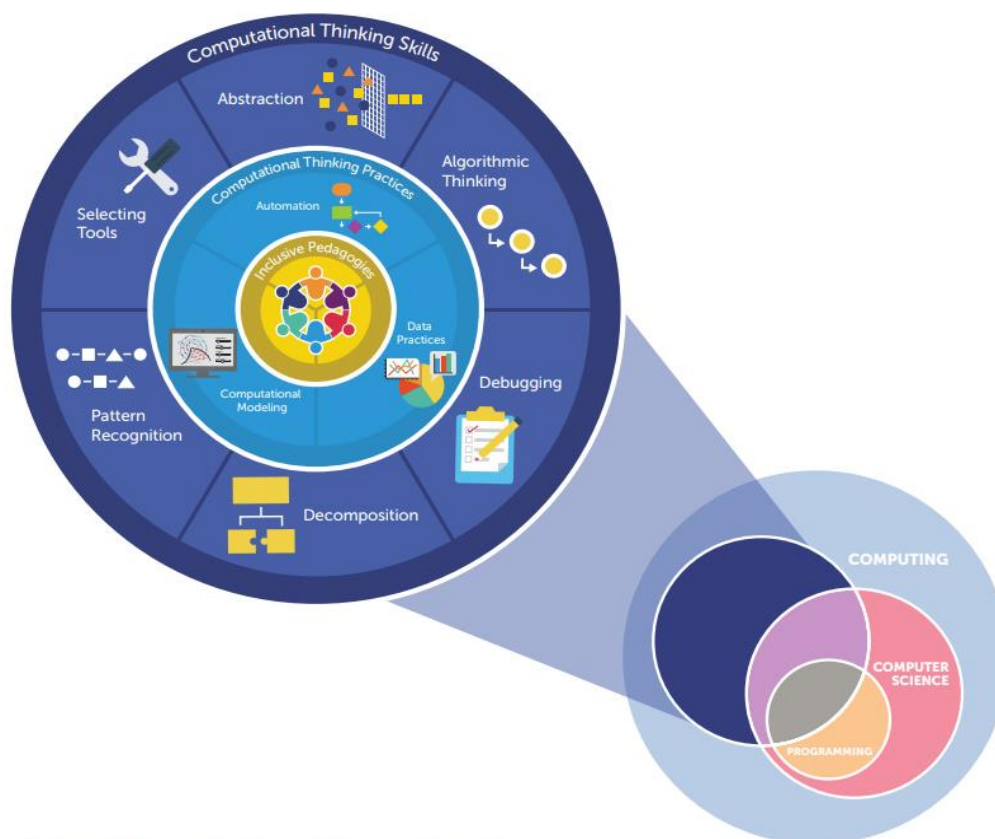 Computational Thinking Skills
Abstraction
Algorithmic
Thinking
Selecting
Tools
Computational Thinking Practices
Automation
Inclusive Pedagogies
Data
Practices
Computational
Modeling
Debugging
Pattern
Recognition
Decomposition
COMPUTING
COMPUTER
SCIENCE
PROGRAMMING